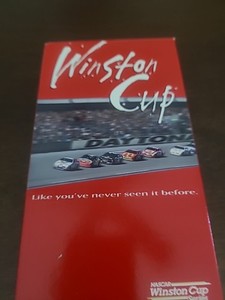 Winston
Cup
DAYTONA
Like you've never seen it before.
NASCAR
Winston Cup